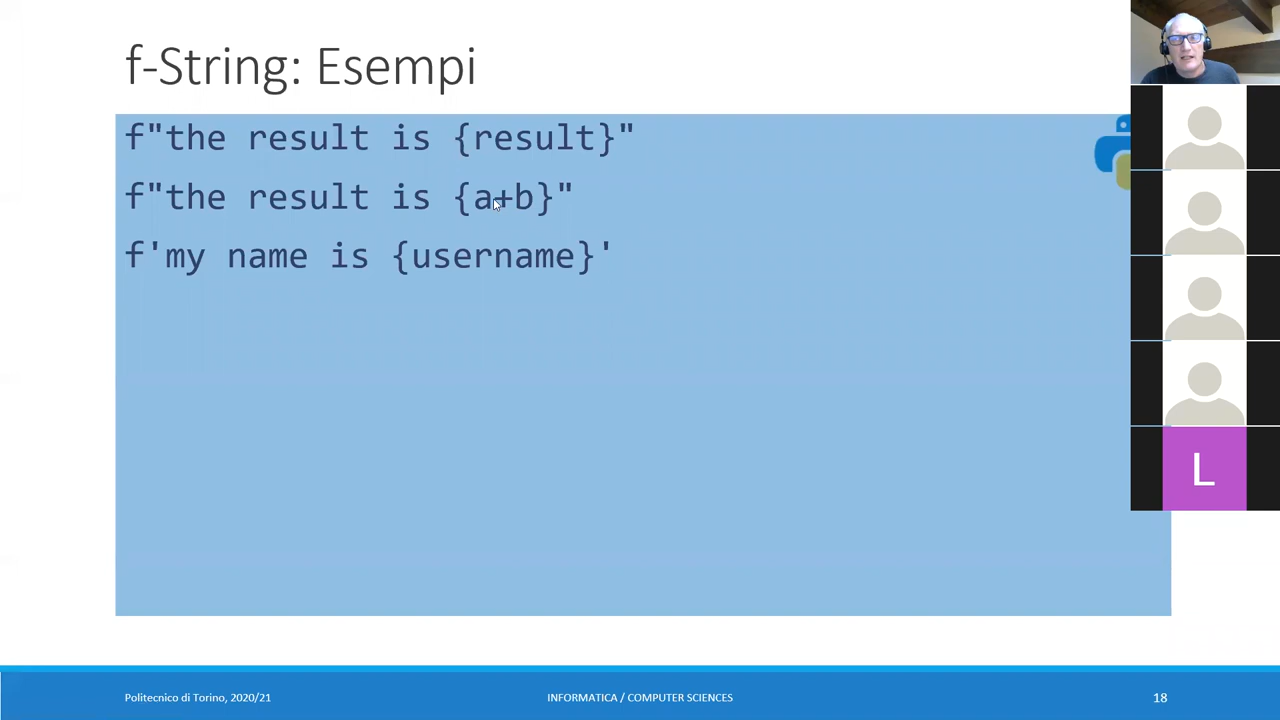 f-String: Esempi
f"the result is {result}"
f"the result is {a+b}"
f'my name is {username}'
L
Politecnico di Torino, 2020/21
INFORMATICA / COMPUTER SCIENCES
18